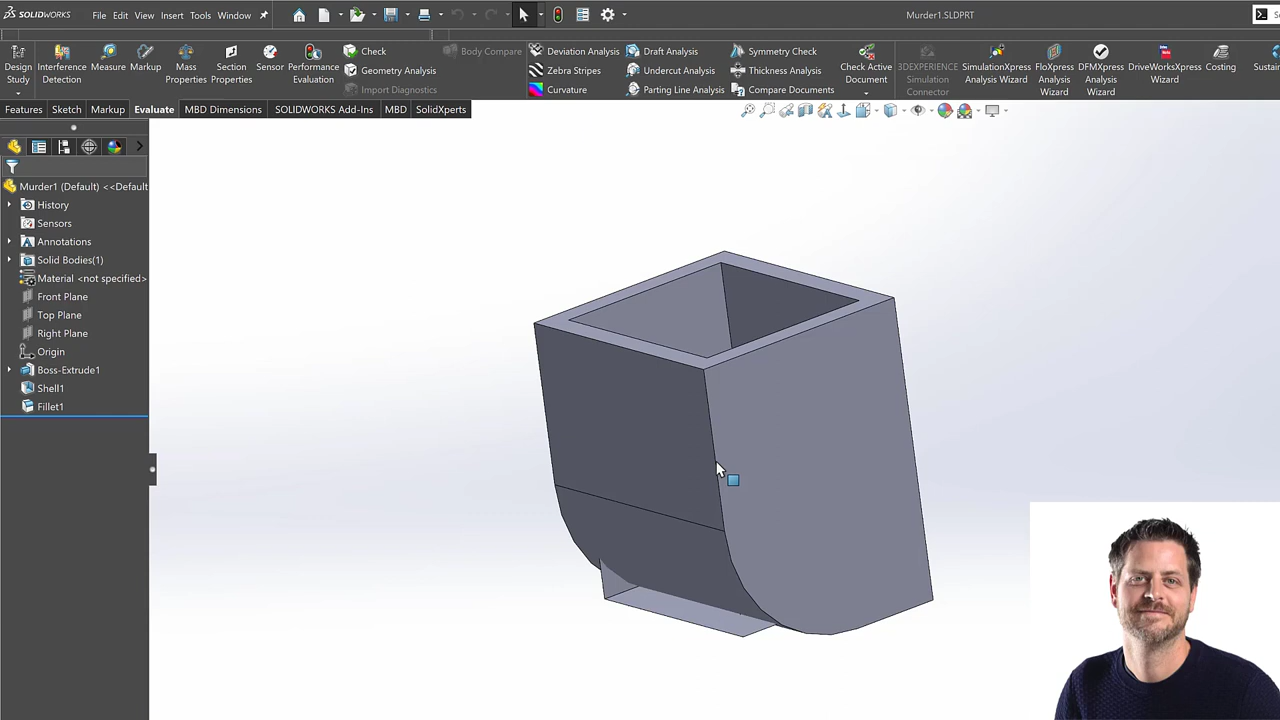 SOLIDWORKS File Edit View Insert Tools Window Murder1.SLDPRT
Design Study
Interference Detection
Measure
Markup
Mass Properties
Section Properties
Sensor
Performance Evaluation
Check
Geometry Analysis
Import Diagnostics
Body Compare
Deviation Analysis
Zebra Stripes
Curvature
Draft Analysis
Undercut Analysis
Parting Line Analysis
Symmetry Check
Thickness Analysis
Compare Documents
Check Active Document
3DEXPERIENCE Simulation Connector
SimulationXpress Analysis Wizard
FloXpress Analysis Wizard
DFMXpress Analysis Wizard
DriveWorksXpress Wizard
Costing
Features Sketch Markup Evaluate MBD Dimensions SOLIDWORKS Add-Ins MBD SolidXperts
Murder1 (Default) <<Default
History
Sensors
Annotations
Solid Bodies(1)
Material <not specified>
Front Plane
Top Plane
Right Plane
Origin
Boss-Extrude1
Shell1
Fillet1